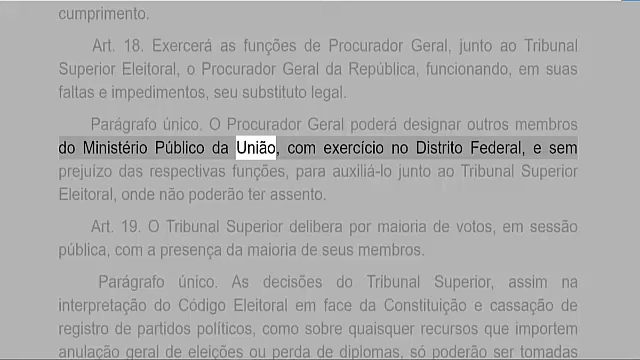 cumprimento.
Art. 18. Exercerá as funções de Procurador Geral, junto ao Tribunal
Superior Eleitoral, o Procurador Geral da República, funcionando, em suas
faltas e impedimentos, seu substituto legal.
Parágrafo único. O Procurador Geral poderá designar outros membros
do Ministério Público da União, com exercício no Distrito Federal, e sem
prejuízo das respectivas funções, para auxiliá-lo junto ao Tribunal Superior
Eleitoral, onde não poderão ter assento.
Art. 19. O Tribunal Superior delibera por maioria de votos, em sessão
pública, com a presença da maioria de seus membros.
Parágrafo único. As decisões do Tribunal Superior, assim na
interpretação do Código Eleitoral em face da Constituição e cassação de
registro de partidos políticos, como sobre quaisquer recursos que importem
anulação geral de eleições ou perda de diplomas, só poderão ser tomadas